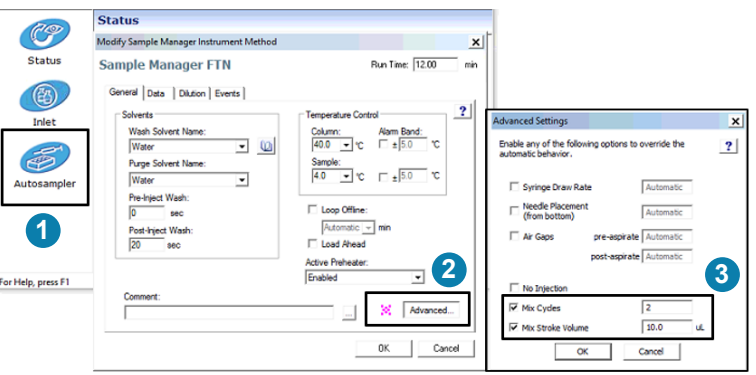 Status
Inlet
Autosampler
1
For Help, press F1
Status
Modify Sample Manager Instrument Method
x
Sample Manager FTN
Run Time: 12.00 min
General Data Dilution Events
?
Solvents
Wash Solvent Name:
Water
Purge Solvent Name:
Water
Pre-Inject Wash:
0 sec
Post-Inject Wash:
20 sec
Temperature Control
Column: Alarm Band:
40.0 °C ± 5.0 °C
Sample:
4.0 °C ± 5.0 °C
Loop Offline:
Automatic min
Load Ahead
Active Preheater:
Enabled
2
Comment:
...
Advanced...
OK Cancel
Advanced Settings
x
Enable any of the following options to override the
automatic behavior.
?
Syringe Draw Rate Automatic
Needle Placement
(from bottom) Automatic
Air Gaps pre-aspirate Automatic
post-aspirate Automatic
3
No Injection
Mix Cycles 2
Mix Stroke Volume 10.0 uL
OK Cancel